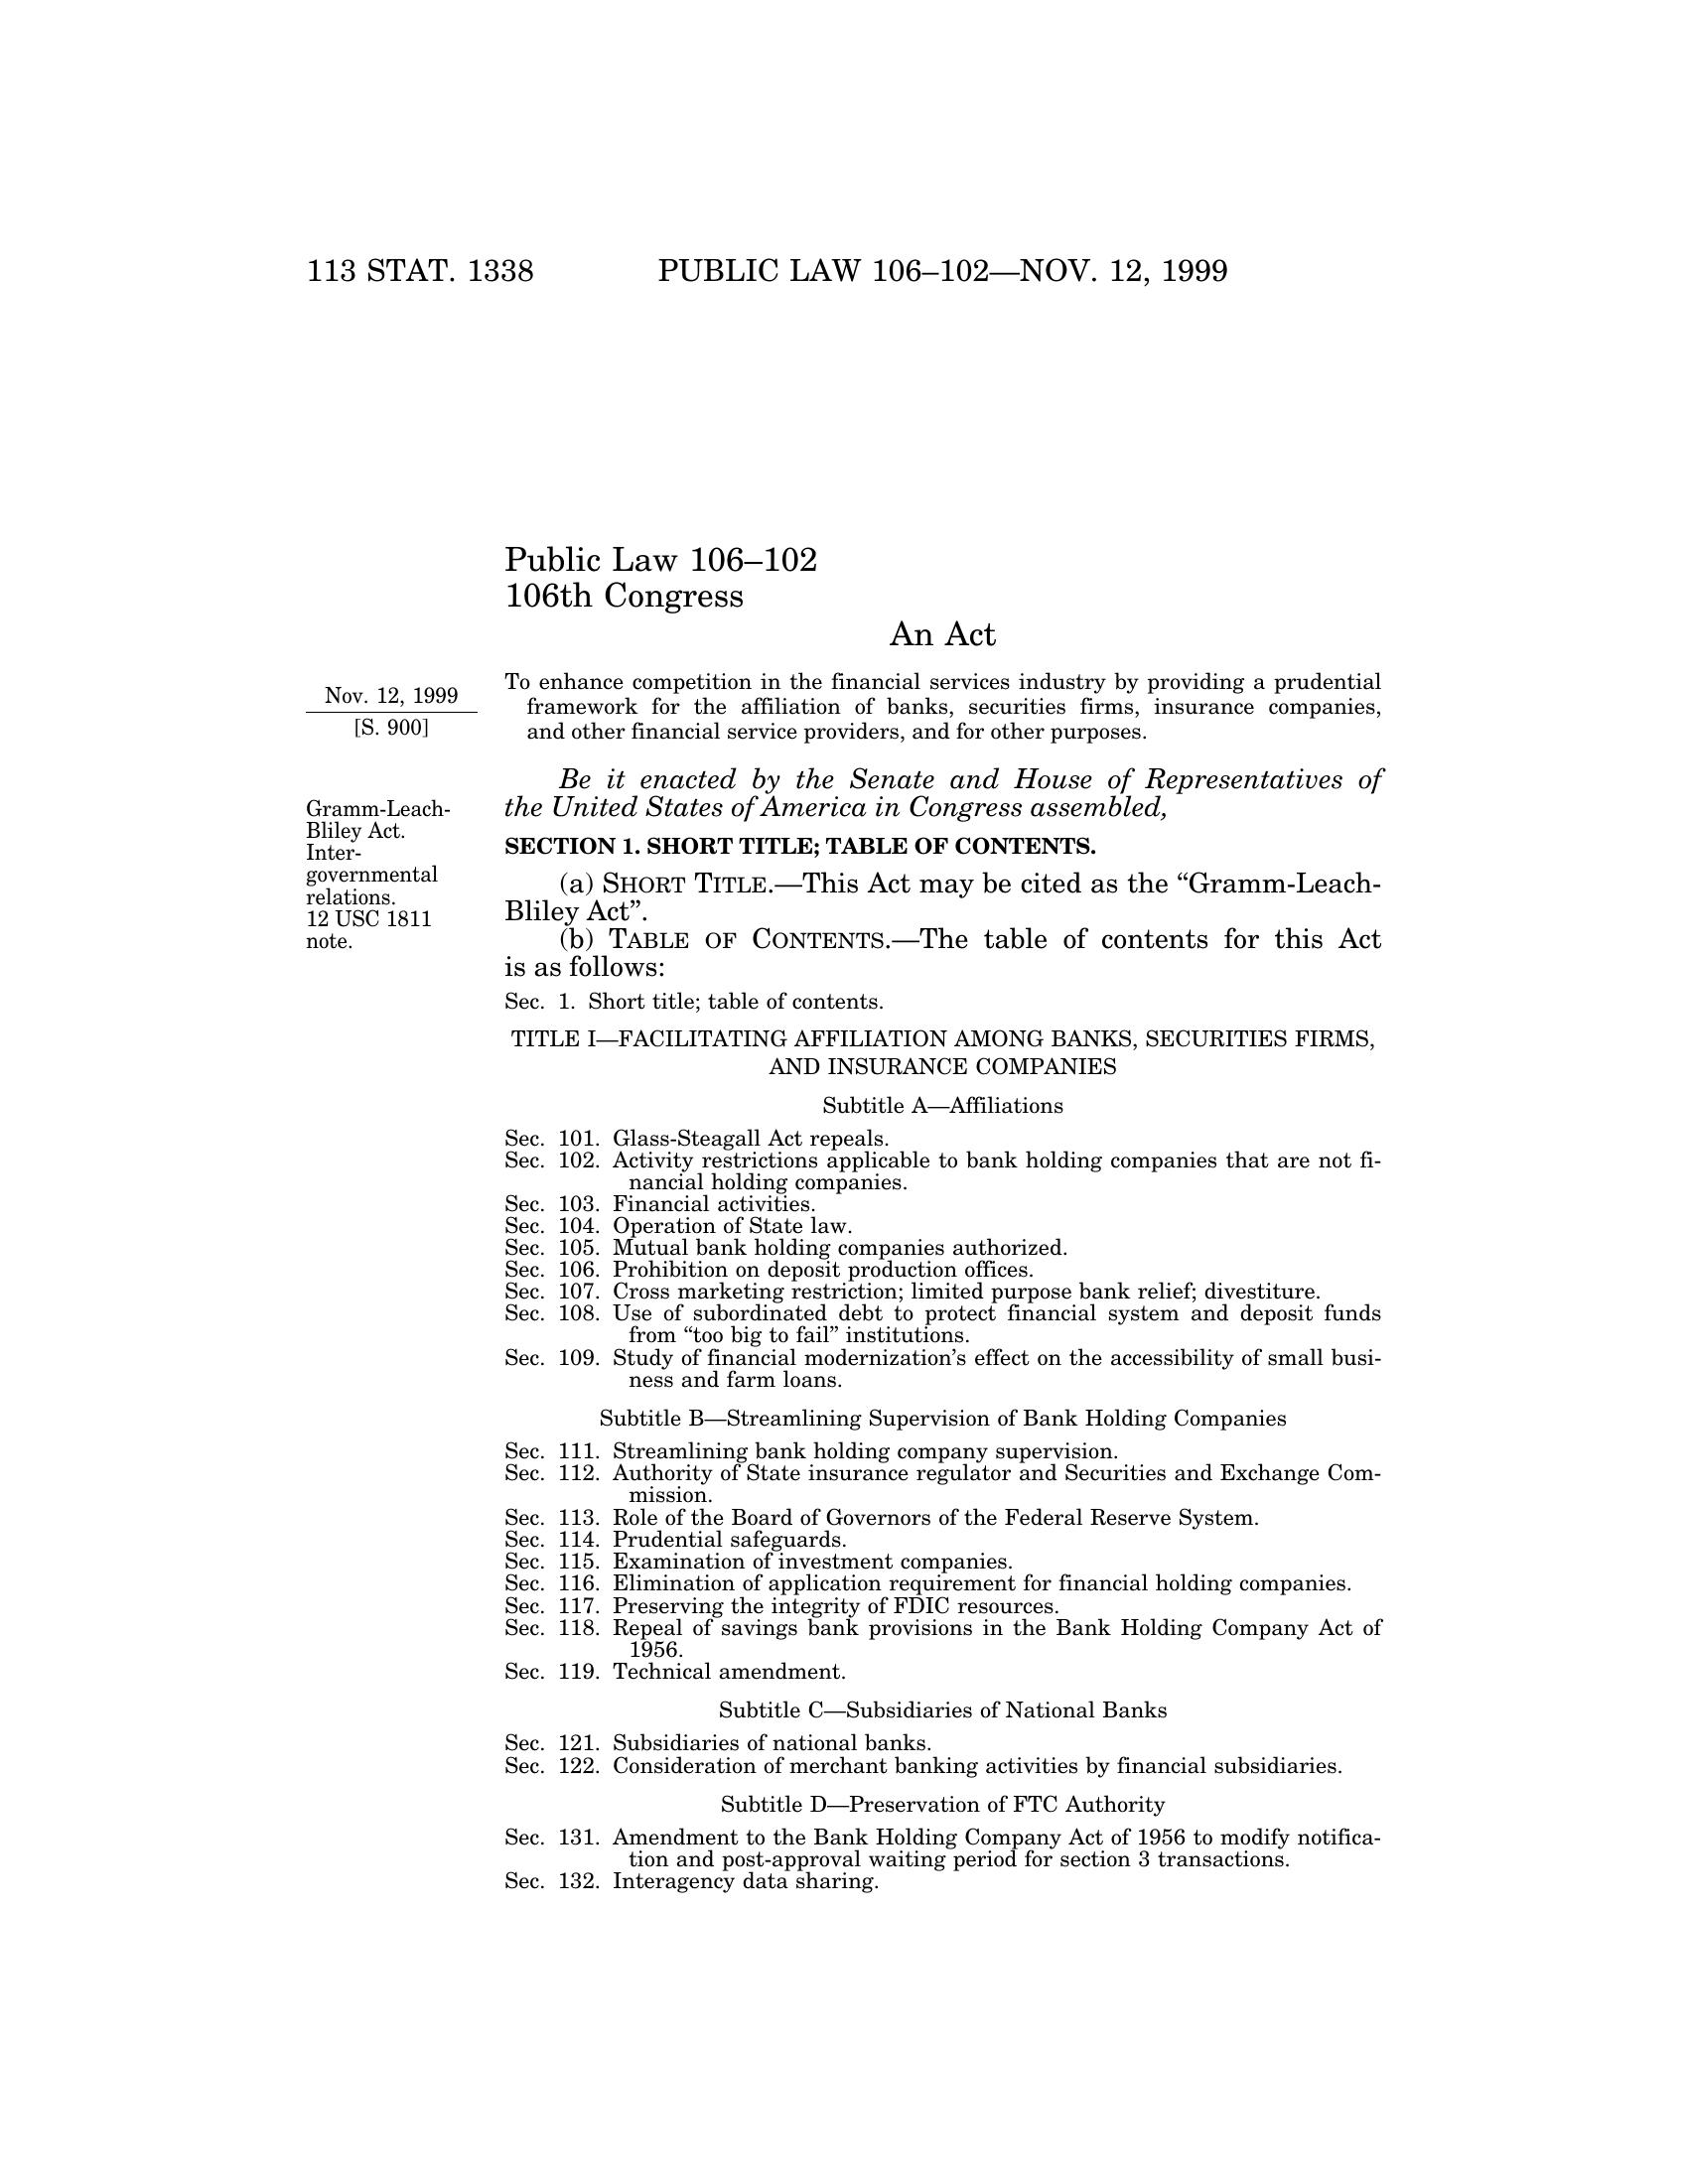 113 STAT. 1338
PUBLIC LAW 106–102—NOV. 12, 1999
Public Law 106–102
106th Congress
An Act
Nov. 12, 1999
[S. 900]
To enhance competition in the financial services industry by providing a prudential
framework for the affiliation of banks, securities firms, insurance companies,
and other financial service providers, and for other purposes.
Be it enacted by the Senate and House of Representatives of
the United States of America in Congress assembled,
Gramm-Leach-
Bliley Act.
Inter-
governmental
relations.
12 USC 1811
note.
SECTION 1. SHORT TITLE; TABLE OF CONTENTS.
(a) SHORT TITLE.—This Act may be cited as the “Gramm-Leach-
Bliley Act”.
(b) TABLE OF CONTENTS.—The table of contents for this Act
is as follows:
Sec. 1. Short title; table of contents.
TITLE I—FACILITATING AFFILIATION AMONG BANKS, SECURITIES FIRMS,
AND INSURANCE COMPANIES
Subtitle A—Affiliations
Sec. 101. Glass-Steagall Act repeals.
Sec. 102. Activity restrictions applicable to bank holding companies that are not fi-
nancial holding companies.
Sec. 103. Financial activities.
Sec. 104. Operation of State law.
Sec. 105. Mutual bank holding companies authorized.
Sec. 106. Prohibition on deposit production offices.
Sec. 107. Cross marketing restriction; limited purpose bank relief; divestiture.
Sec. 108. Use of subordinated debt to protect financial system and deposit funds
from “too big to fail” institutions.
Sec. 109. Study of financial modernization’s effect on the accessibility of small busi-
ness and farm loans.
Subtitle B—Streamlining Supervision of Bank Holding Companies
Sec. 111. Streamlining bank holding company supervision.
Sec. 112. Authority of State insurance regulator and Securities and Exchange Com-
mission.
Sec. 113. Role of the Board of Governors of the Federal Reserve System.
Sec. 114. Prudential safeguards.
Sec. 115. Examination of investment companies.
Sec. 116. Elimination of application requirement for financial holding companies.
Sec. 117. Preserving the integrity of FDIC resources.
Sec. 118. Repeal of savings bank provisions in the Bank Holding Company Act of
1956.
Sec. 119. Technical amendment.
Subtitle C—Subsidiaries of National Banks
Sec. 121. Subsidiaries of national banks.
Sec. 122. Consideration of merchant banking activities by financial subsidiaries.
Subtitle D—Preservation of FTC Authority
Sec. 131. Amendment to the Bank Holding Company Act of 1956 to modify notifica-
tion and post-approval waiting period for section 3 transactions.
Sec. 132. Interagency data sharing.